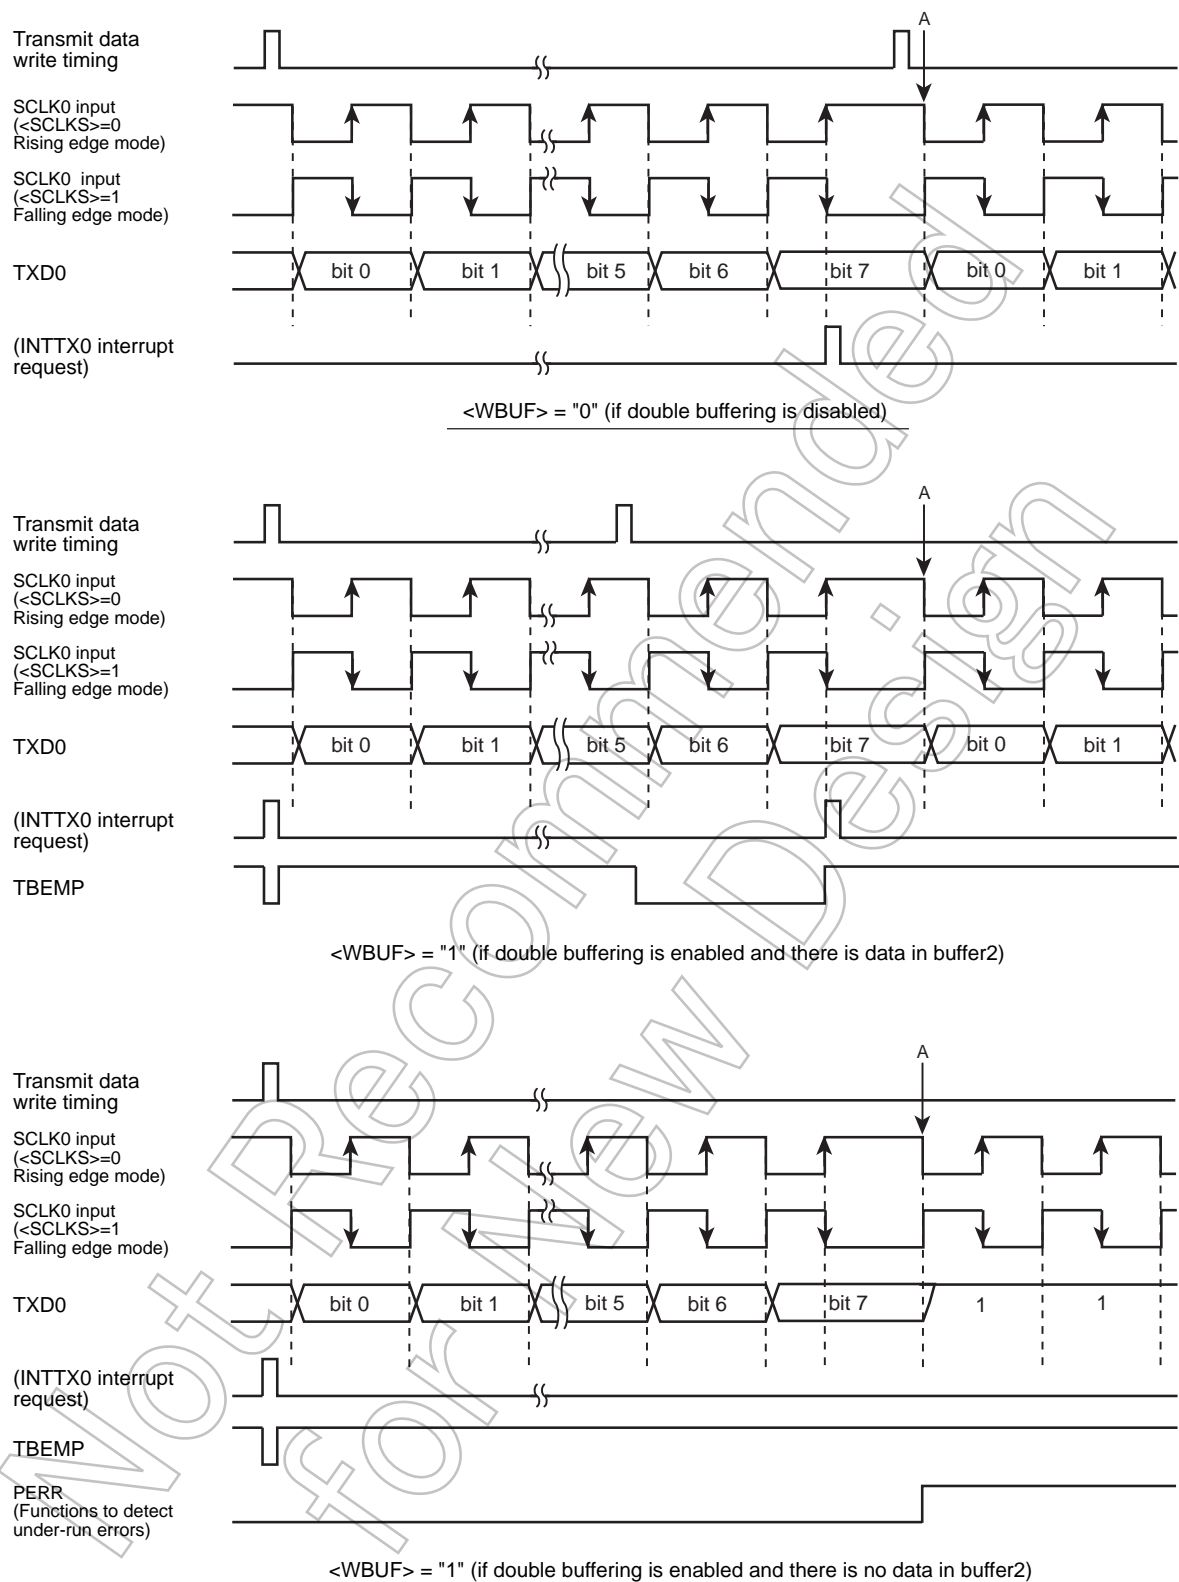 A
Transmit data
write timing
SCLK0 input
(<SCLKS>=0
Rising edge mode)
SCLK0 input
(<SCLKS>=1
Falling edge mode)
TXD0
bit 0
bit 1
bit 5
bit 6
bit 7
bit 0
bit 1
(INTTX0 interrupt
request)
<WBUF> = "0" (if double buffering is disabled)
A
Transmit data
write timing
SCLK0 input
(<SCLKS>=0
Rising edge mode)
SCLK0 input
(<SCLKS>=1
Falling edge mode)
TXD0
bit 0
bit 1
bit 5
bit 6
bit 7
bit 0
bit 1
(INTTX0 interrupt
request)
TBEMP
<WBUF> = "1" (if double buffering is enabled and there is data in buffer2)
A
Transmit data
write timing
SCLK0 input
(<SCLKS>=0
Rising edge mode)
SCLK0 input
(<SCLKS>=1
Falling edge mode)
TXD0
bit 0
bit 1
bit 5
bit 6
bit 7
1
1
(INTTX0 interrupt
request)
TBEMP
PERR
(Functions to detect
under-run errors)
<WBUF> = "1" (if double buffering is enabled and there is no data in buffer2)
Not Recommended
for New Design